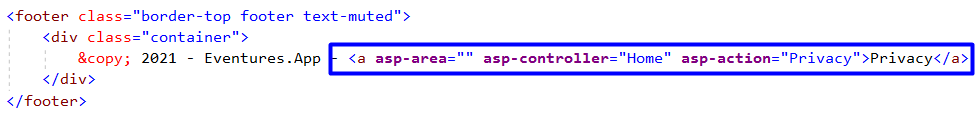 <footer class="border-top footer text-muted">
<div class="container">
&copy; 2021 - Eventures.App - <a asp-area="" asp-controller="Home" asp-action="Privacy">Privacy</a>
</div>
</footer>